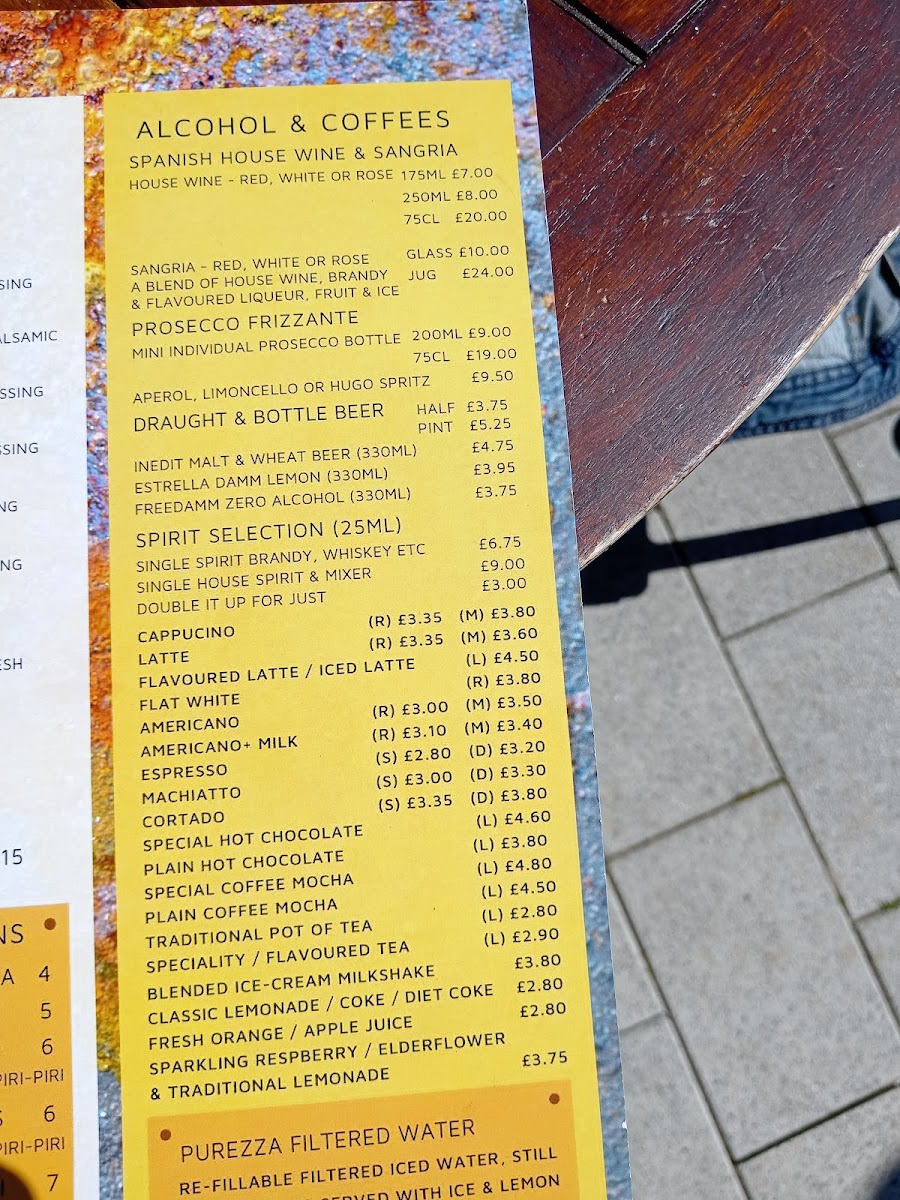 SING
ALSAMIC
SSING
SSING
NG
NG
ESH
15
NS
A 4
5
6
PIRI-PIRI
S 6
PIRI-PIRI
7
ALCOHOL & COFFEES
SPANISH HOUSE WINE & SANGRIA
HOUSE WINE - RED, WHITE OR ROSE 175ML £7.00
250ML £8.00
75CL £20.00
SANGRIA - RED, WHITE OR ROSE GLASS £10.00
A BLEND OF HOUSE WINE, BRANDY JUG £24.00
& FLAVOURED LIQUEUR, FRUIT & ICE
PROSECCO FRIZZANTE
MINI INDIVIDUAL PROSECCO BOTTLE 200ML £9.00
75CL £19.00
APEROL, LIMONCELLO OR HUGO SPRITZ £9.50
DRAUGHT & BOTTLE BEER HALF £3.75
PINT £5.25
INEDIT MALT & WHEAT BEER (330ML) £4.75
ESTRELLA DAMM LEMON (330ML) £3.95
FREEDAMM ZERO ALCOHOL (330ML) £3.75
SPIRIT SELECTION (25ML)
SINGLE SPIRIT BRANDY, WHISKEY ETC £6.75
SINGLE HOUSE SPIRIT & MIXER £9.00
DOUBLE IT UP FOR JUST £3.00
CAPPUCINO (R) £3.35 (M) £3.80
LATTE (R) £3.35 (M) £3.60
FLAVOURED LATTE / ICED LATTE (L) £4.50
FLAT WHITE (R) £3.80
AMERICANO (R) £3.00 (M) £3.50
AMERICANO+ MILK (R) £3.10 (M) £3.40
ESPRESSO (S) £2.80 (D) £3.20
MACHIATTO (S) £3.00 (D) £3.30
CORTADO (S) £3.35 (D) £3.80
SPECIAL HOT CHOCOLATE (L) £4.60
PLAIN HOT CHOCOLATE (L) £3.80
SPECIAL COFFEE MOCHA (L) £4.80
PLAIN COFFEE MOCHA (L) £4.50
TRADITIONAL POT OF TEA (L) £2.80
SPECIALITY / FLAVOURED TEA (L) £2.90
BLENDED ICE-CREAM MILKSHAKE £3.80
CLASSIC LEMONADE / COKE / DIET COKE £2.80
FRESH ORANGE / APPLE JUICE £2.80
SPARKLING RESPBERRY / ELDERFLOWER
& TRADITIONAL LEMONADE £3.75
PUREZZA FILTERED WATER
RE-FILLABLE FILTERED ICED WATER, STILL
SERVED WITH ICE & LEMON